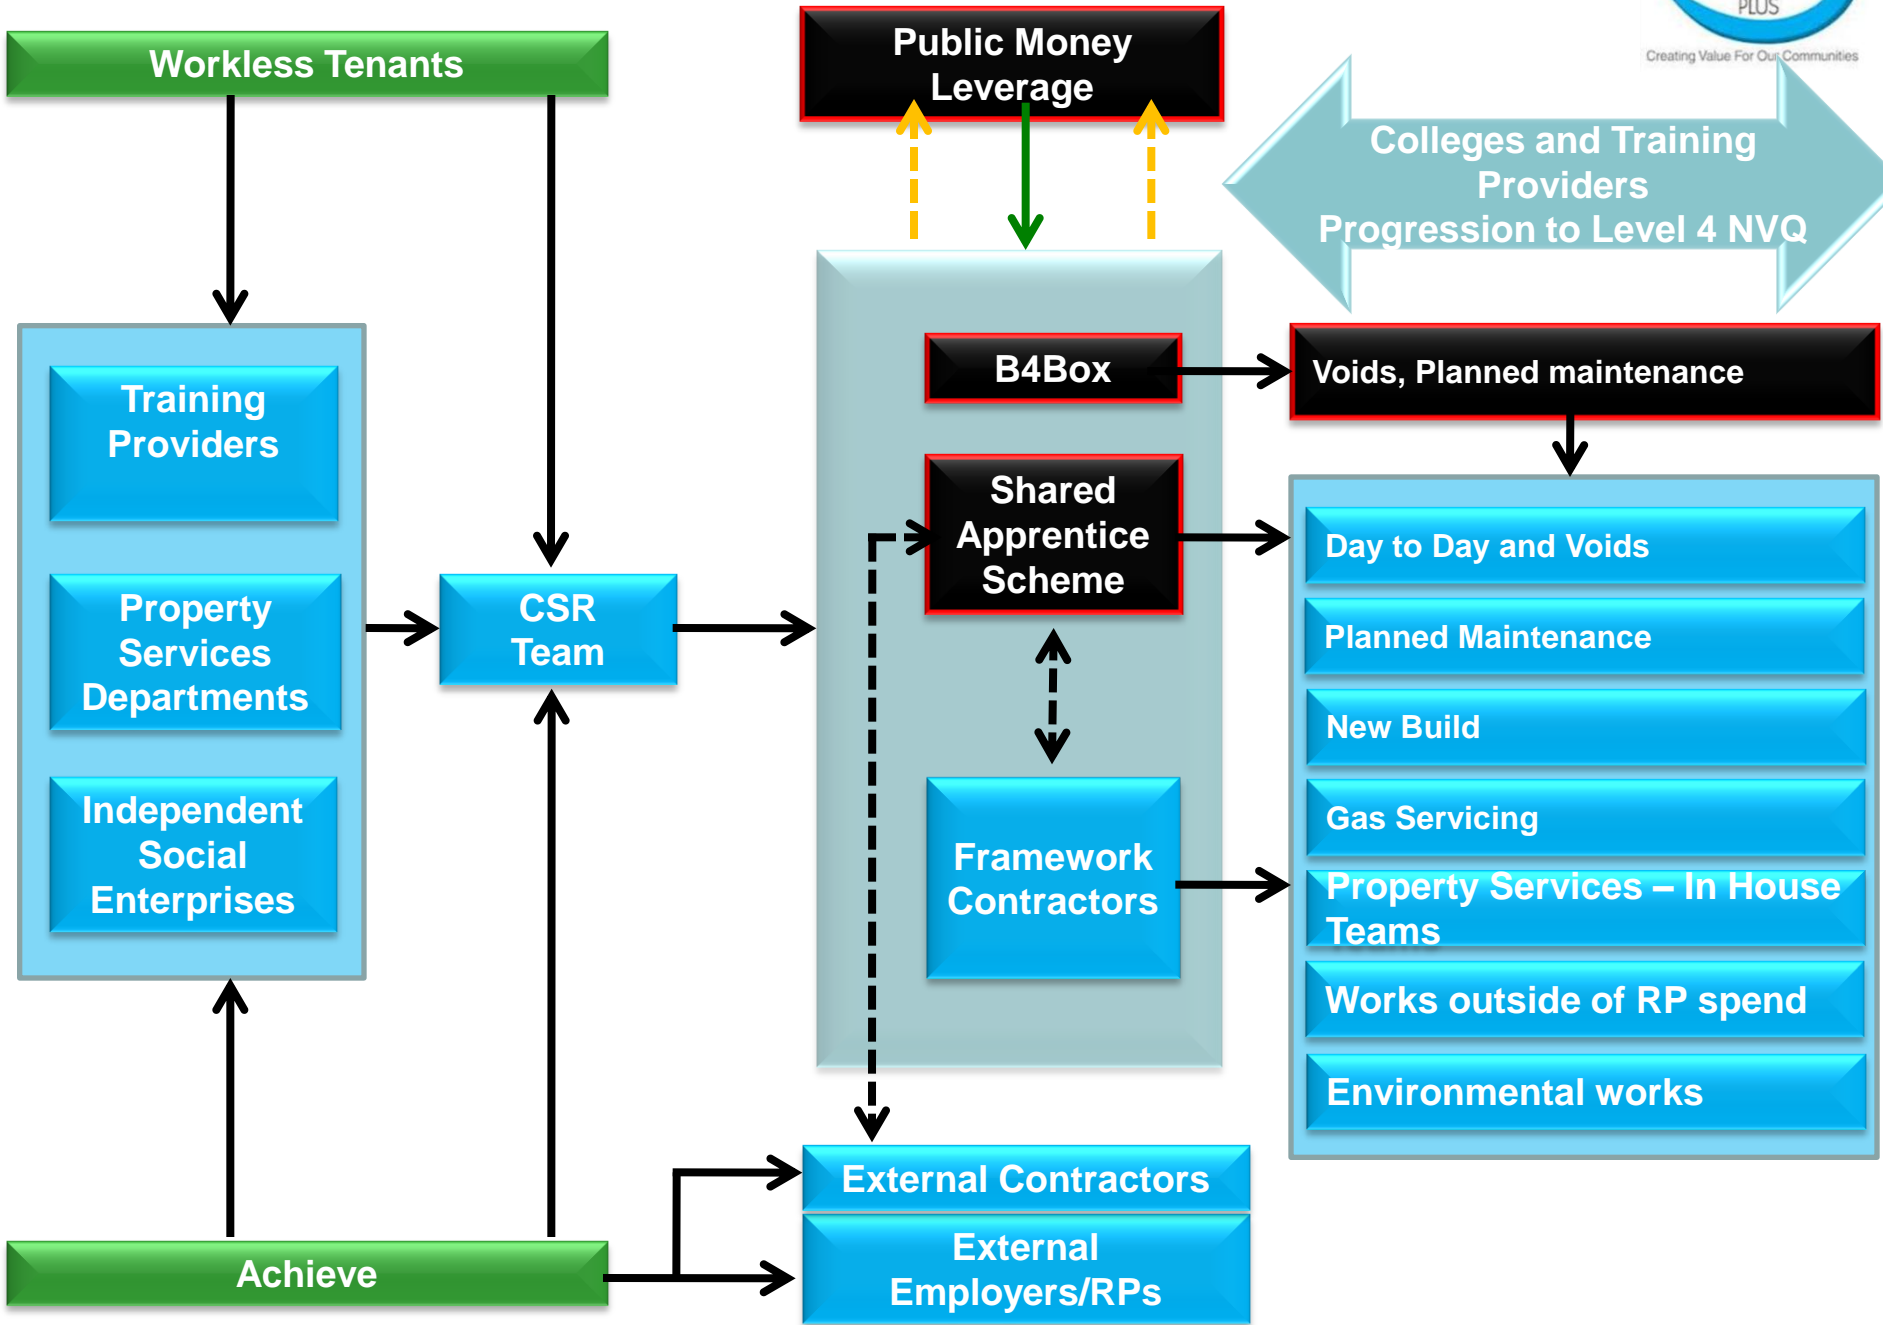 PLUS
Creating Value For Our Communities
Workless Tenants
Public Money
Leverage
Colleges and Training
Providers
Progression to Level 4 NVQ
B4Box
Voids, Planned maintenance
Training
Providers
Shared
Apprentice
Scheme
Day to Day and Voids
Property
Services
Departments
CSR
Team
Planned Maintenance
New Build
Independent
Social
Enterprises
Framework
Contractors
Gas Servicing
Property Services – In House
Teams
Works outside of RP spend
Environmental works
External Contractors
Achieve
External
Employers/RPs